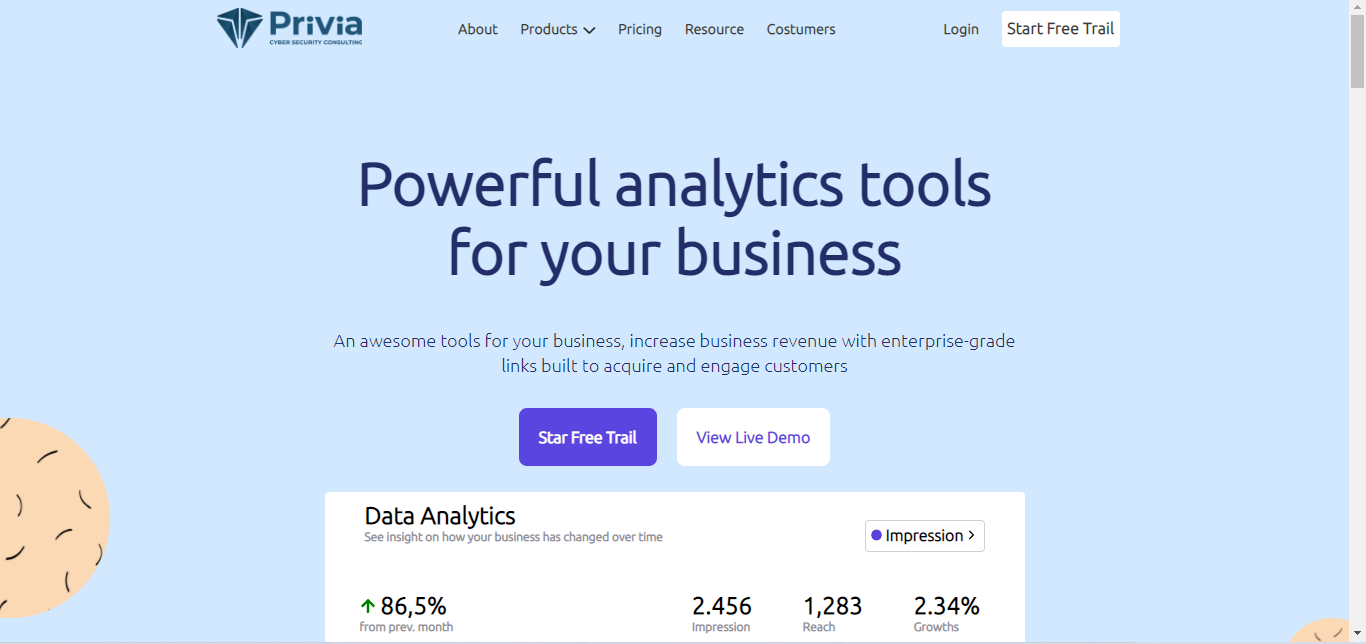 Privia
CYBER SECURITY CONSULTING
About Products Pricing Resource Costumers Login Start Free Trail
Powerful analytics tools
for your business
An awesome tools for your business, increase business revenue with enterprise-grade
links built to acquire and engage customers
Star Free Trail View Live Demo
Data Analytics
See insight on how your business has changed over time
Impression
86,5% 2.456 1,283 2.34%
from prev. month Impression Reach Growths